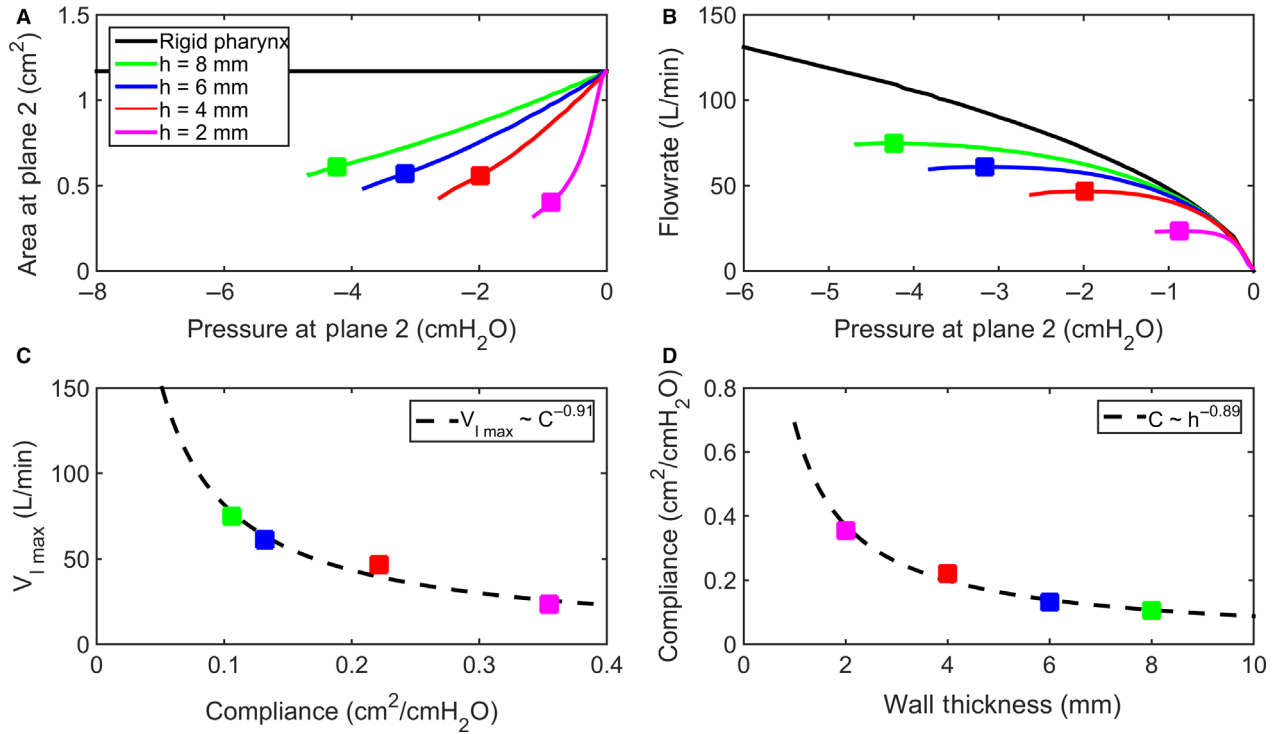 A
Area at plane 2 (cm²)
1.5
1
0.5
0
Rigid pharynx
h = 8 mm
h = 6 mm
h = 4 mm
h = 2 mm
–8
–6
–4
–2
0
Pressure at plane 2 (cmH₂O)
B
Flowrate (L/min)
150
100
50
0
–6
–5
–4
–3
–2
–1
0
Pressure at plane 2 (cmH₂O)
C
V_I max (L/min)
150
100
50
0
V_I max ~ C^–0.91
0
0.1
0.2
0.3
0.4
Compliance (cm²/cmH₂O)
D
Compliance (cm²/cmH₂O)
0.8
0.6
0.4
0.2
0
C ~ h^–0.89
0
2
4
6
8
10
Wall thickness (mm)